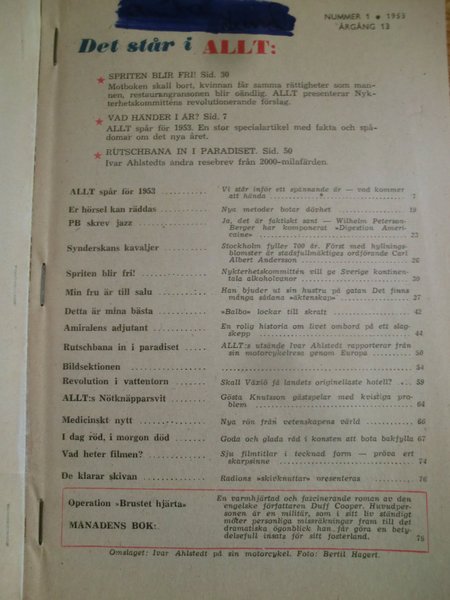 NUMMER 1 • 1953
ÅRGÅNG 13
Det står i ALLT:
★ SPRITEN BLIR FRI! Sid. 30
Motboken skall bort, kvinnan får samma rättigheter som mannen, restaurangransonen blir oändlig. ALLT presenterar Nykterhetskommitténs revolutionerande förslag.
★ VAD HÄNDER I ÅR? Sid. 7
ALLT spår för 1953. En stor specialartikel med fakta och spådomar om det nya året.
★ RUTSCHBANA IN I PARADISET. Sid. 50
Ivar Ahlstedts andra resebrev från 2000-milafärden.
ALLT spår för 1953 .......... Vi står inför ett spännande år — vad kommer att hända 7
Er hörsel kan räddas .......... Nya metoder botar dövhet 19
PB skrev jazz .......... Ja, det är faktiskt sant — Wilhelm Peterson-Berger har komponerat »Digestion Americaine» 23
Synderskans kavaljer .......... Stockholm fyller 700 år. Först med hyllningsblomster är stadsfullmäktiges ordförande Carl Albert Andersson 26
Spriten blir fri! .......... Nykterhetskommittén vill ge Sverige kontinentala alkoholvanor 30
Min fru är till salu .......... Han bjuder ut sin hustru på gatan Det finns många sådana »äktenskap» 37
Detta är mina bästa .......... »Balbo» lockar till skratt 42
Amiralens adjutant .......... En rolig historia om livet ombord på ett slagskepp 44
Rutschbana in i paradiset .......... ALLT:s utsände Ivar Ahlstedt rapporterar från sin motorcykelresa genom Europa 50
Bildsektionen .......... 54
Revolution i vattentorn .......... Skall Växjö få landets originellaste hotell? 59
ALLT:s Nötknäpparsvit .......... Gösta Knutsson gästspelar med kvistiga problem 64
Medicinskt nytt .......... Nya rön från vetenskapens värld 66
I dag röd, i morgon död .......... Goda och glada råd i konsten att bota bakfylla 67
Vad heter filmen? .......... Sju filmtitlar i tecknad form — pröva ert skarpsinne 74
De klarar skivan .......... Radions »skivknuttar» presenteras 76
Operation »Brustet hjärta»
MÅNADENS BOK:
En varmhjärtad och fascinerande roman av den engelske författaren Duff Cooper. Huvudpersonen är en militär, som i sitt liv ständigt möter personliga missräkningar fram till det dramatiska ögonblick han får göra en betydelsefull insats för sitt fosterland. 78
Omslaget: Ivar Ahlstedt på sin motorcykel. Foto: Bertil Hagert.